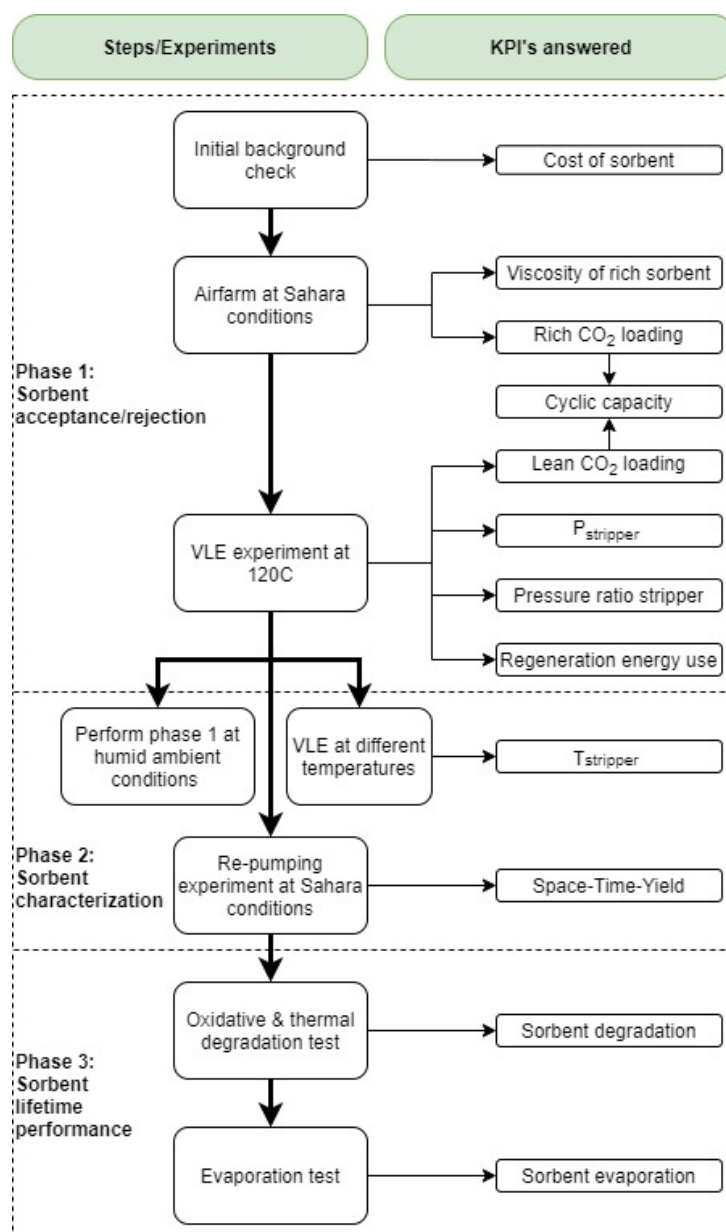 Steps/Experiments
KPI's answered
Initial background
check
Cost of sorbent
Airfarm at Sahara
conditions
Viscosity of rich sorbent
Rich CO₂ loading
Phase 1:
Sorbent
acceptance/rejection
Cyclic capacity
Lean CO₂ loading
VLE experiment at
120C
Pstripper
Pressure ratio stripper
Regeneration energy use
Perform phase 1 at
humid ambient
conditions
VLE at different
temperatures
Tstripper
Phase 2:
Sorbent
characterization
Re-pumping
experiment at Sahara
conditions
Space-Time-Yield
Oxidative & thermal
degradation test
Sorbent degradation
Phase 3:
Sorbent
lifetime
performance
Evaporation test
Sorbent evaporation